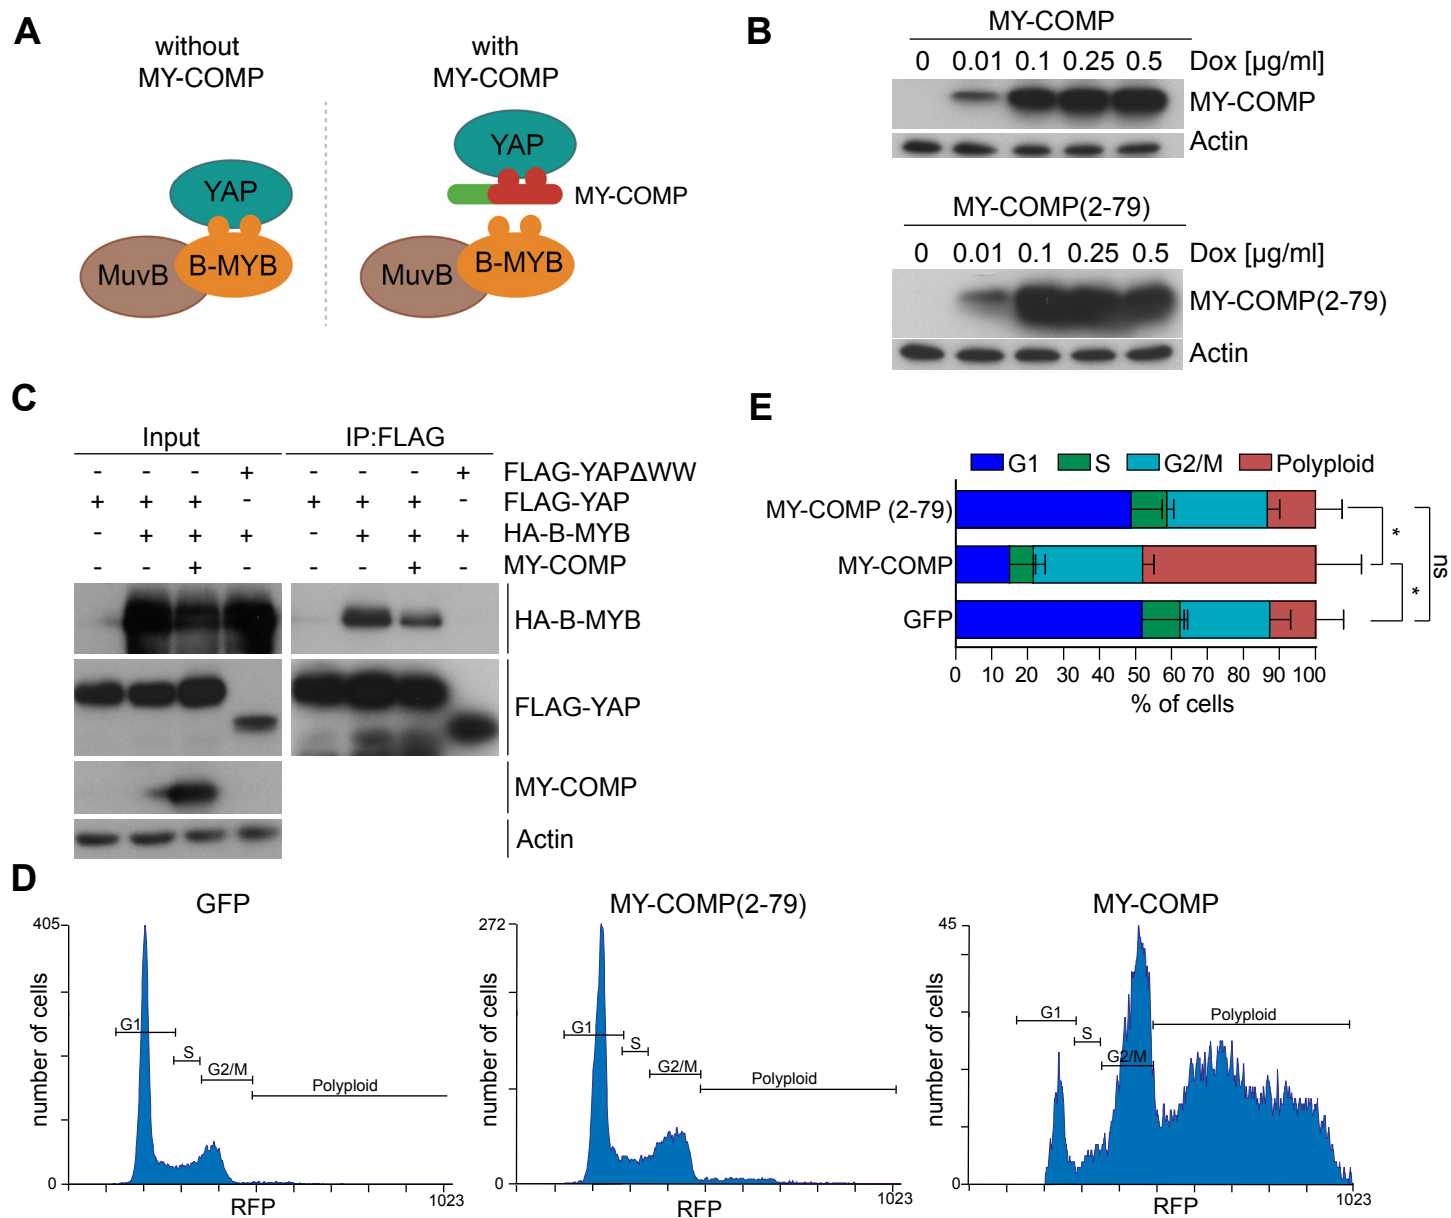 A
without
MY-COMP
with
MY-COMP
YAP
MuvB
B-MYB
YAP
MY-COMP
MuvB
B-MYB
B
MY-COMP
0 0.01 0.1 0.25 0.5 Dox [µg/ml]
MY-COMP
Actin
MY-COMP(2-79)
0 0.01 0.1 0.25 0.5 Dox [µg/ml]
MY-COMP(2-79)
Actin
C
Input IP:FLAG
- - - + - - - + FLAG-YAPΔWW
+ + + - + + + - FLAG-YAP
- + + + - + + + HA-B-MYB
- - + - - - + - MY-COMP
HA-B-MYB
FLAG-YAP
MY-COMP
Actin
E
G1 S G2/M Polyploid
MY-COMP (2-79)
MY-COMP
GFP
* * ns
0 10 20 30 40 50 60 70 80 90 100
% of cells
D
GFP
405
number of cells
G1
S
G2/M
Polyploid
0
RFP
1023
MY-COMP(2-79)
272
number of cells
G1
S
G2/M
Polyploid
0
RFP
1023
MY-COMP
45
number of cells
G1
S
G2/M
Polyploid
0
RFP
1023